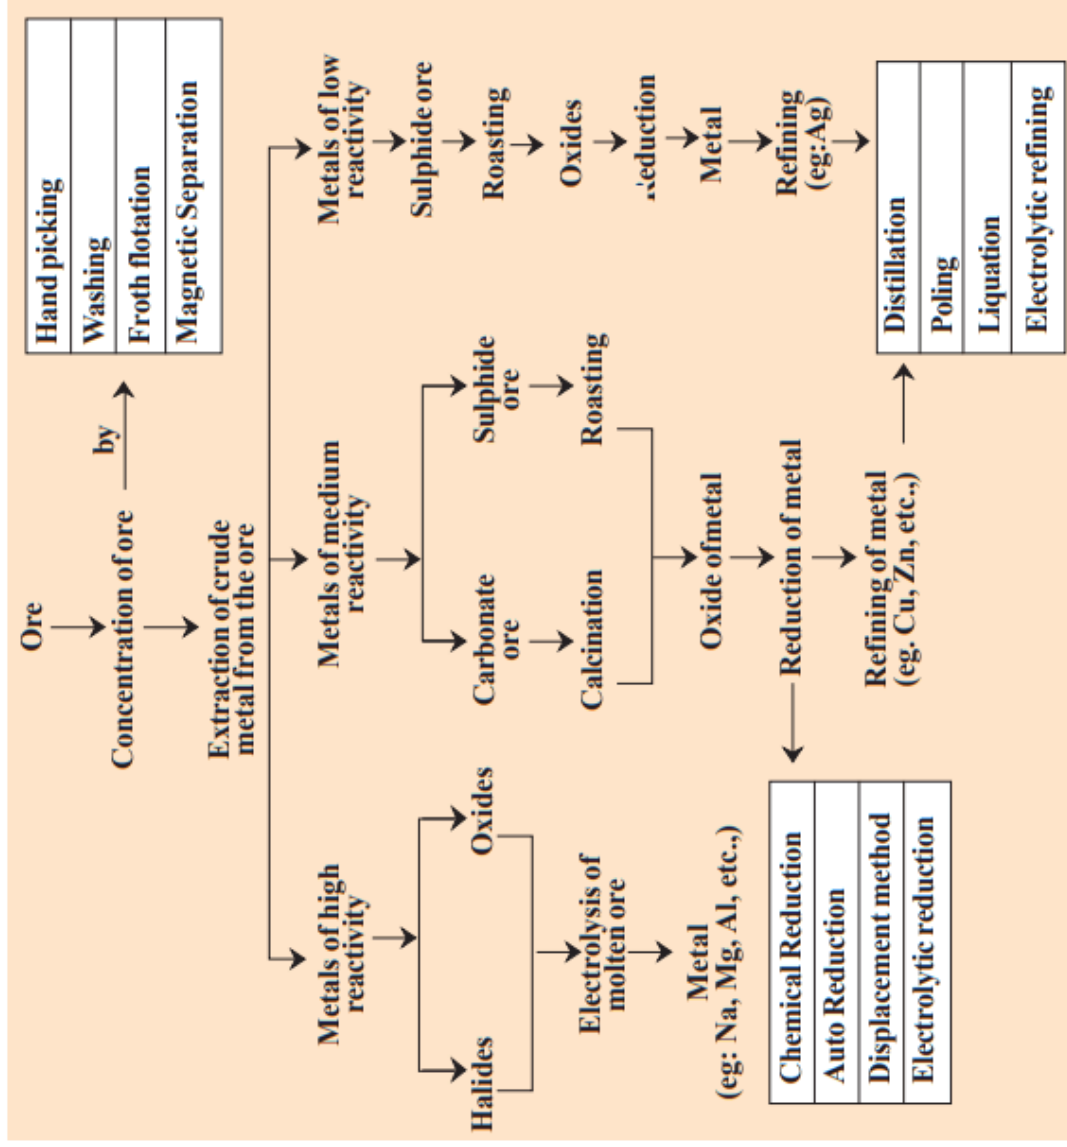 Ore
Concentration of ore
by
Hand picking
Washing
Froth flotation
Magnetic Separation
Extraction of crude
metal from the ore
Metals of high
reactivity
Halides
Oxides
Electrolysis of
molten ore
Metal
(eg: Na, Mg, Al, etc.,)
Metals of medium
reactivity
Carbonate
ore
Sulphide
ore
Calcination
Roasting
Oxide of metal
Reduction of metal
Chemical Reduction
Auto Reduction
Displacement method
Electrolytic reduction
Refining of metal
(eg. Cu, Zn, etc.,)
Metals of low
reactivity
Sulphide ore
Roasting
Oxides
Reduction
Metal
Refining
(eg:Ag)
Distillation
Poling
Liquation
Electrolytic refining